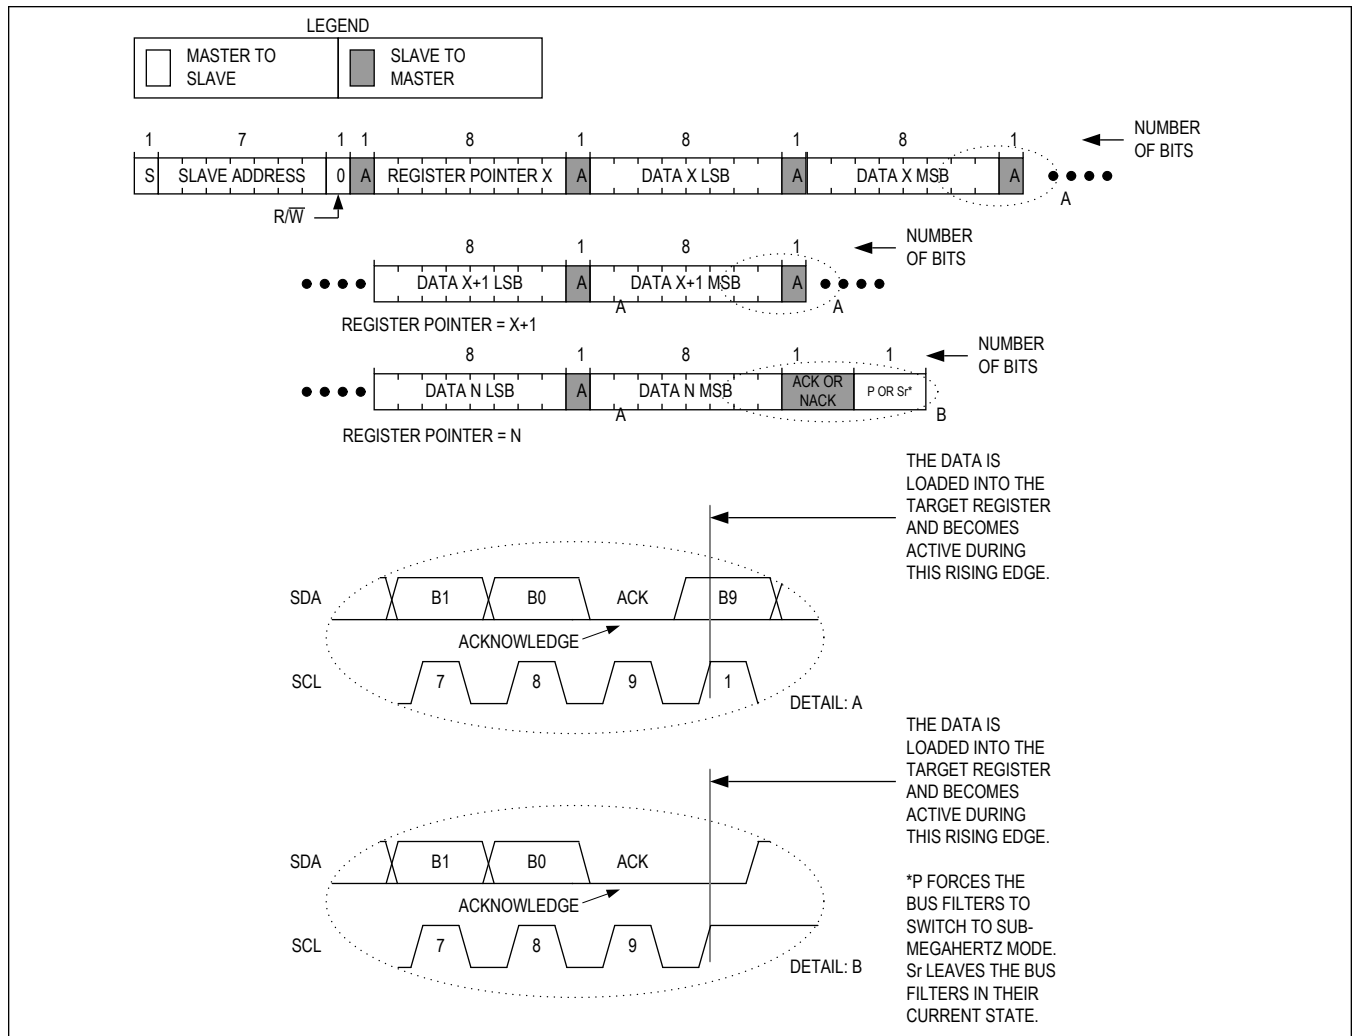 LEGEND
MASTER TO
SLAVE
SLAVE TO
MASTER
1 7 1 1 8 1 8 1 8 1
NUMBER
OF BITS
S SLAVE ADDRESS 0 A REGISTER POINTER X A DATA X LSB A DATA X MSB A
A
R/W̅
8 1 8 1
NUMBER
OF BITS
DATA X+1 LSB A DATA X+1 MSB A
A A
REGISTER POINTER = X+1
8 1 8 1 1
NUMBER
OF BITS
DATA N LSB A DATA N MSB ACK OR
NACK P OR Sr*
A B
REGISTER POINTER = N
THE DATA IS
LOADED INTO THE
TARGET REGISTER
AND BECOMES
ACTIVE DURING
THIS RISING EDGE.
SDA B1 B0 ACK B9
ACKNOWLEDGE
SCL 7 8 9 1
DETAIL: A
THE DATA IS
LOADED INTO THE
TARGET REGISTER
AND BECOMES
ACTIVE DURING
THIS RISING EDGE.
SDA B1 B0 ACK
ACKNOWLEDGE
SCL 7 8 9
DETAIL: B
*P FORCES THE
BUS FILTERS TO
SWITCH TO SUB-
MEGAHERTZ MODE.
Sr LEAVES THE BUS
FILTERS IN THEIR
CURRENT STATE.